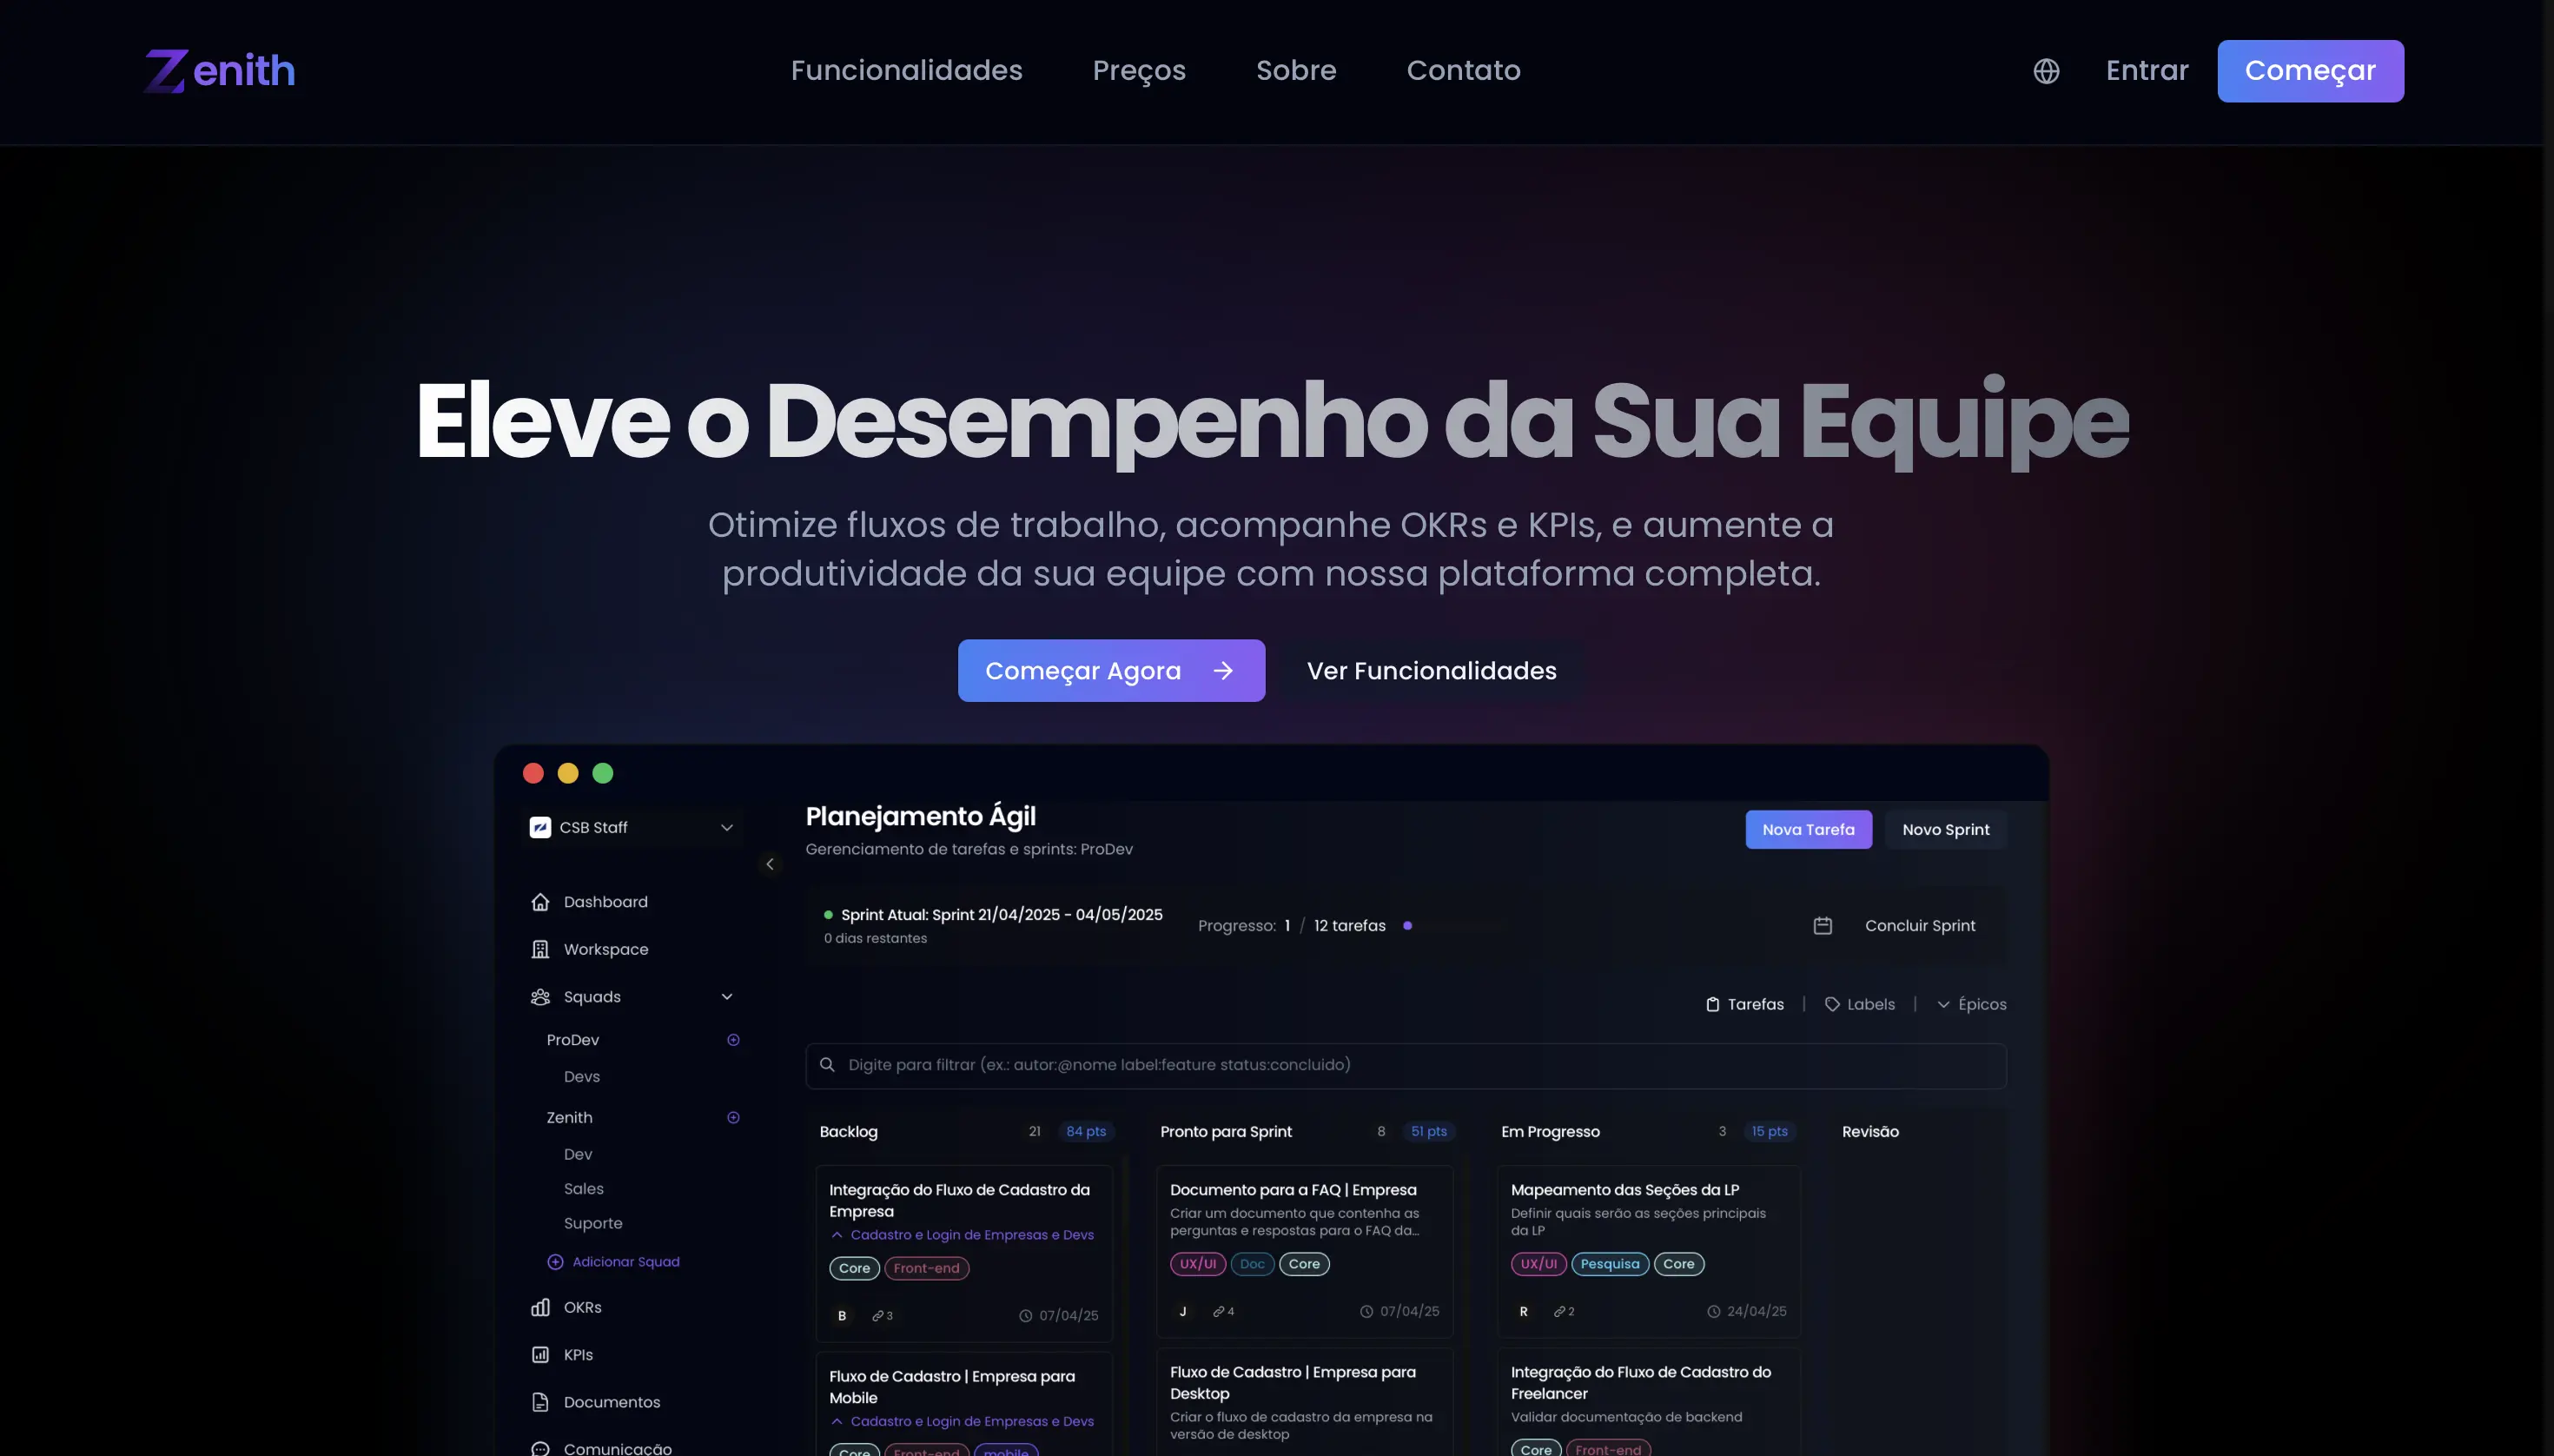 Zenith
Funcionalidades
Preços
Sobre
Contato
Entrar
Começar
Eleve o Desempenho da Sua Equipe
Otimize fluxos de trabalho, acompanhe OKRs e KPIs, e aumente a
produtividade da sua equipe com nossa plataforma completa.
Começar Agora
Ver Funcionalidades
CSB Staff
Dashboard
Workspace
Squads
ProDev
Devs
Zenith
Dev
Sales
Suporte
Adicionar Squad
OKRs
KPIs
Documentos
Comunicação
Planejamento Ágil
Gerenciamento de tarefas e sprints: ProDev
Nova Tarefa
Novo Sprint
Sprint Atual: Sprint 21/04/2025 - 04/05/2025
0 dias restantes
Progresso: 1 / 12 tarefas
Concluir Sprint
Tarefas | Labels | Épicos
Digite para filtrar (ex.: autor:@nome label:feature status:concluido)
Backlog 21 84 pts
Integração do Fluxo de Cadastro da
Empresa
Cadastro e Login de Empresas e Devs
Core Front-end
B 3 07/04/25
Fluxo de Cadastro | Empresa para
Mobile
Cadastro e Login de Empresas e Devs
Core Front-end mobile
Pronto para Sprint 8 51 pts
Documento para a FAQ | Empresa
Criar um documento que contenha as
perguntas e respostas para o FAQ da...
UX/UI Doc Core
J 4 07/04/25
Fluxo de Cadastro | Empresa para
Desktop
Criar o fluxo de cadastro da empresa na
versão de desktop
Em Progresso 3 15 pts
Mapeamento das Seções da LP
Definir quais serão as seções principais
da LP
UX/UI Pesquisa Core
R 2 24/04/25
Integração do Fluxo de Cadastro do
Freelancer
Validar documentação de backend
Core Front-end
Revisão